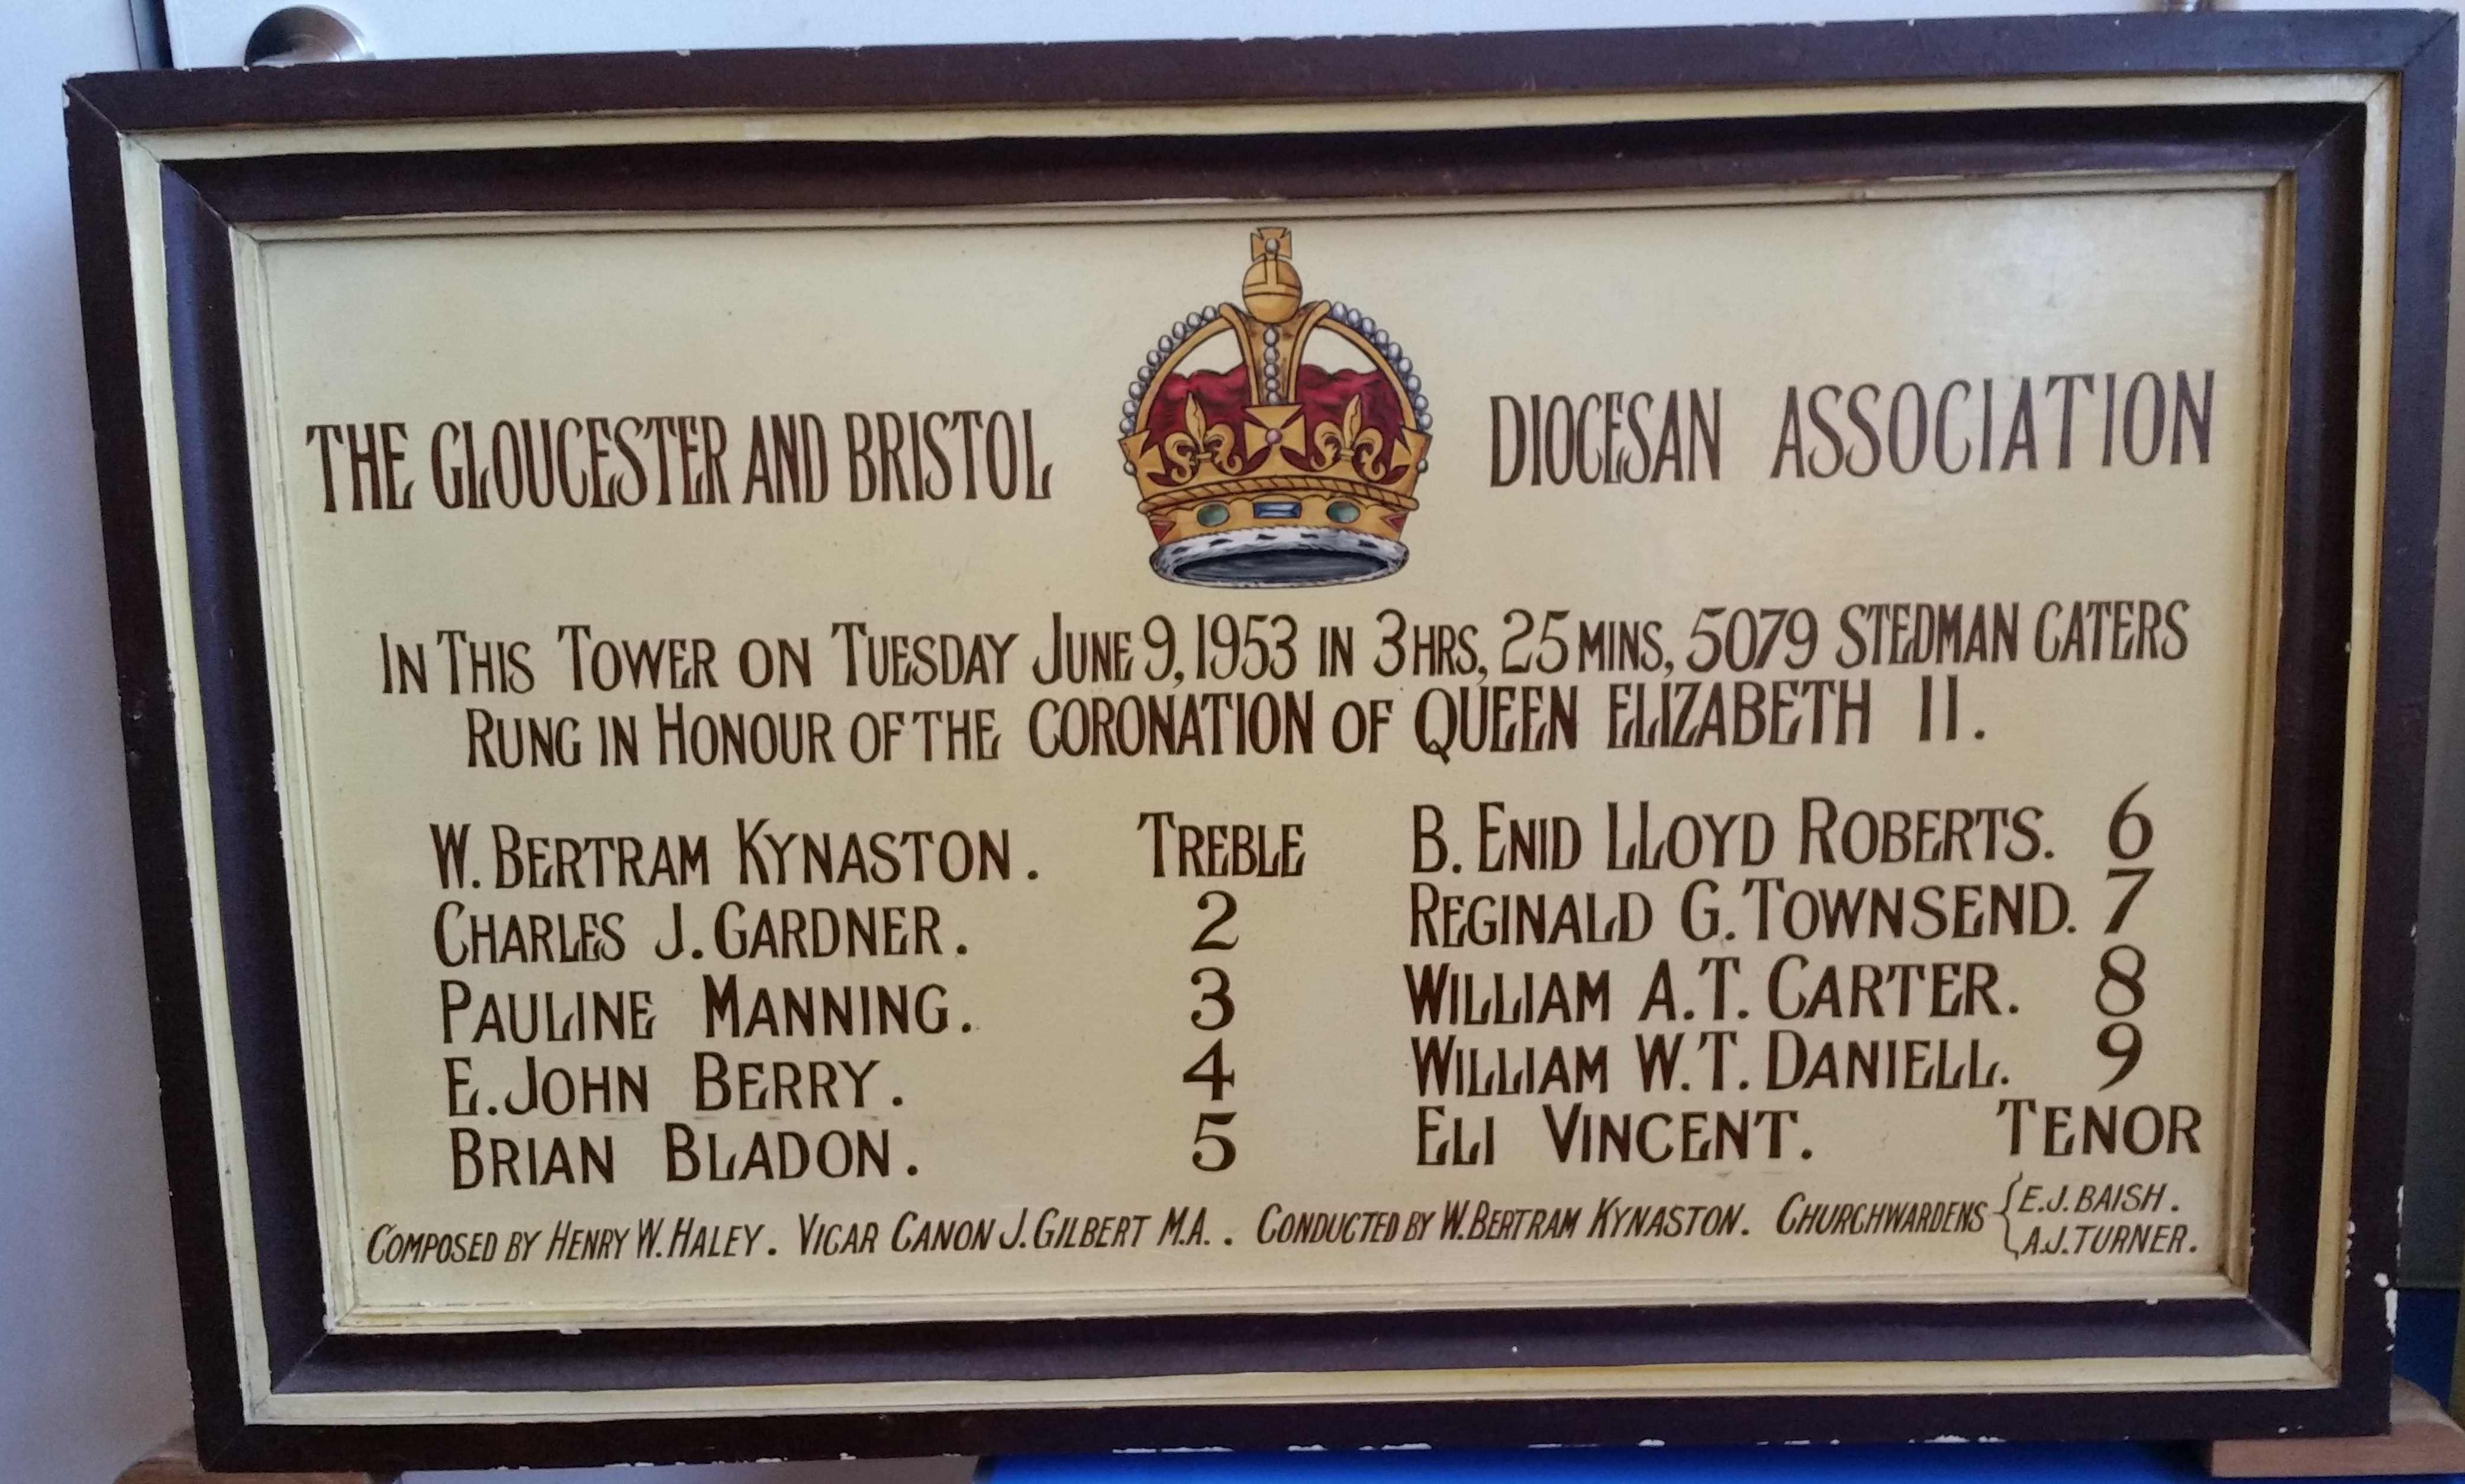 THE GLOUCESTER AND BRISTOL DIOCESAN ASSOCIATION
IN THIS TOWER ON TUESDAY JUNE 9, 1953 IN 3 HRS, 25 MINS, 5079 STEDMAN CATERS
RUNG IN HONOUR OF THE CORONATION OF QUEEN ELIZABETH II.
W. BERTRAM KYNASTON. TREBLE
CHARLES J. GARDNER. 2
PAULINE MANNING. 3
E. JOHN BERRY. 4
BRIAN BLADON. 5
B. ENID LLOYD ROBERTS. 6
REGINALD G. TOWNSEND. 7
WILLIAM A.T. CARTER. 8
WILLIAM W.T. DANIELL. 9
ELI VINCENT. TENOR
COMPOSED BY HENRY W. HALEY. VICAR CANON J. GILBERT M.A.. CONDUCTED BY W. BERTRAM KYNASTON. CHURCHWARDENS { E.J. BAISH.
A.J. TURNER.